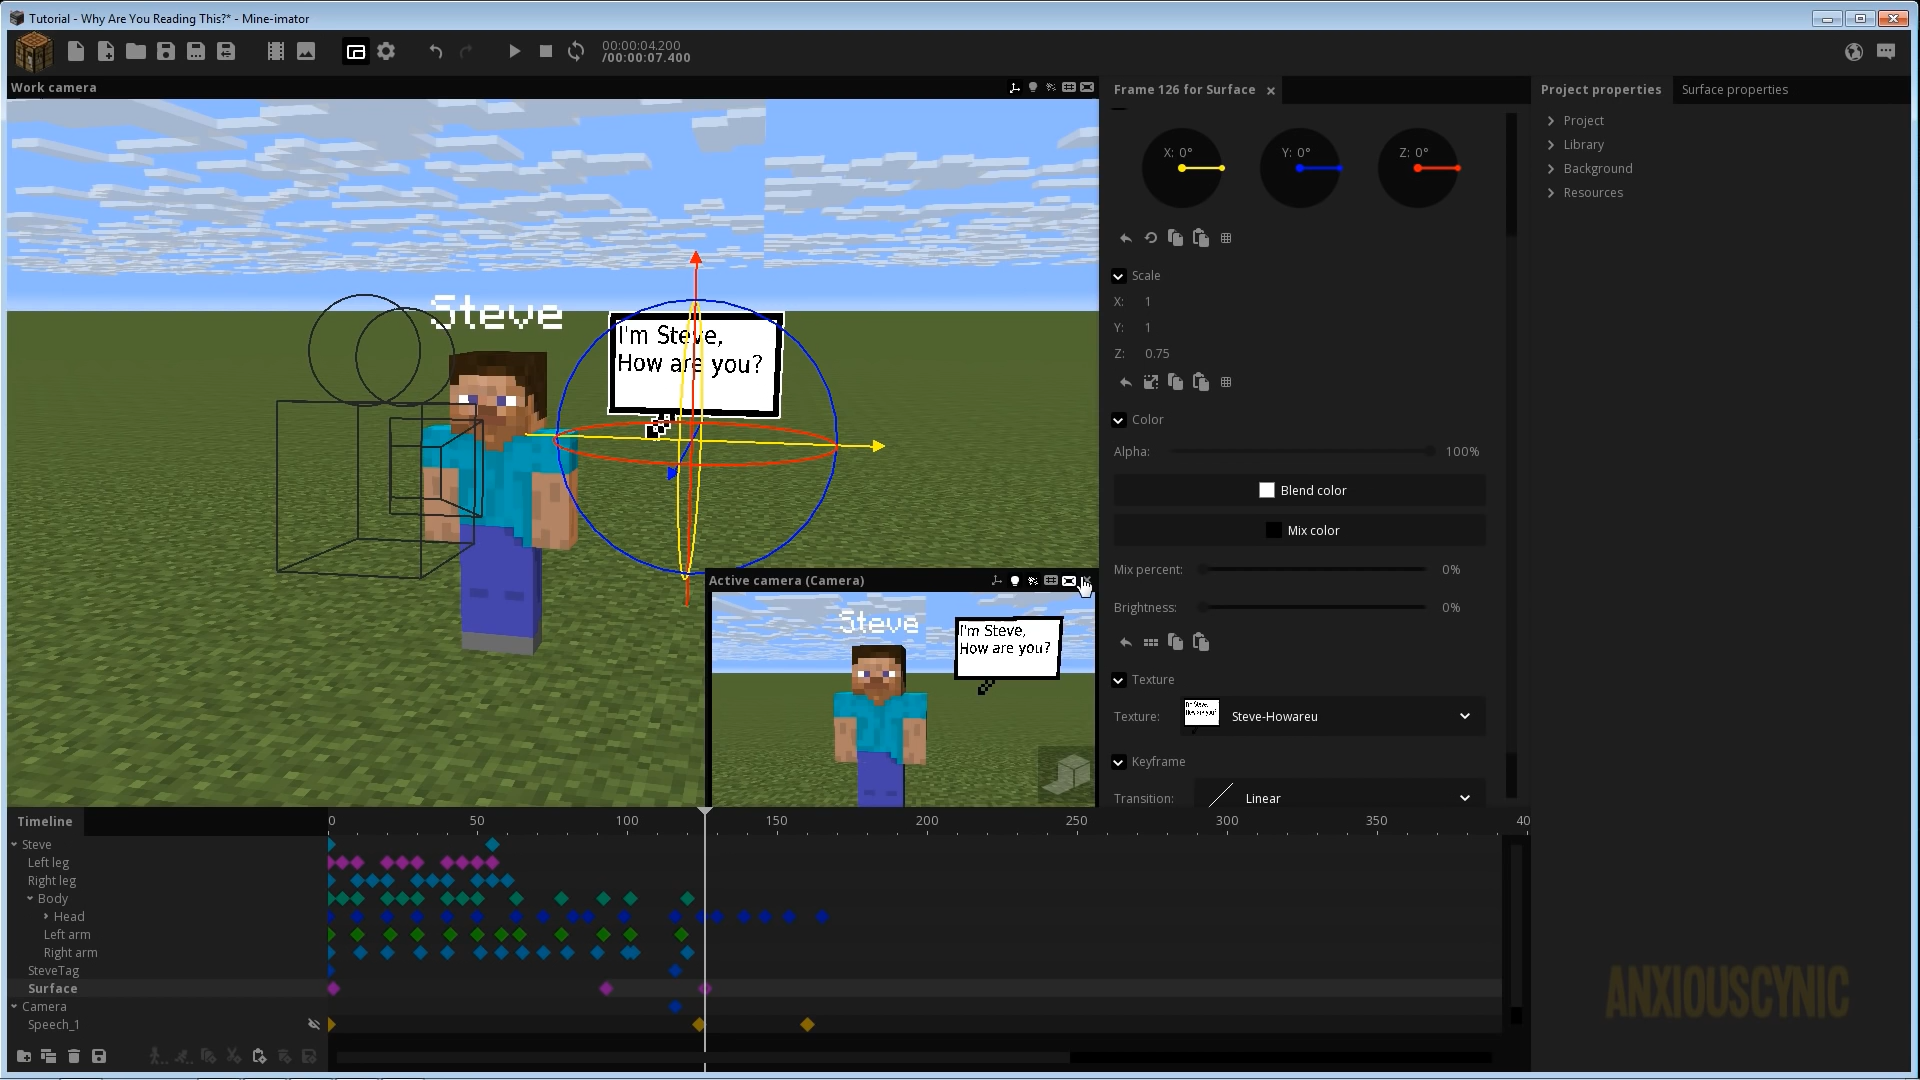 Tutorial - Why Are You Reading This?* - Mine-imator
00:00:04.200
/00:00:07.400
Work camera
Steve
I'm Steve,
How are you?
Active camera (Camera)
Steve
I'm Steve,
How are you?
Frame 126 for Surface
X: 0°
Y: 0°
Z: 0°
Scale
X: 1
Y: 1
Z: 0.75
Color
Alpha: 100%
Blend color
Mix color
Mix percent: 0%
Brightness: 0%
Texture
Texture: Steve-Howareu
Keyframe
Transition: Linear
Project properties
Surface properties
Project
Library
Background
Resources
Timeline
0 50 100 150 200 250 300 350 40
Steve
Left leg
Right leg
Body
Head
Left arm
Right arm
SteveTag
Surface
Camera
Speech_1
ANXIOUSCYNIC